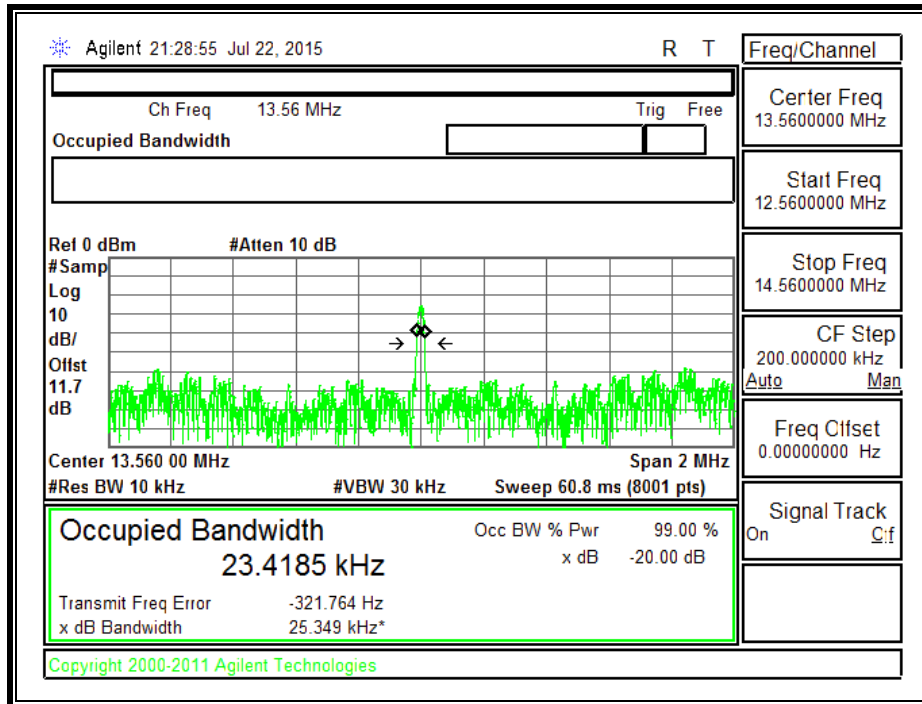 Agilent 21:28:55 Jul 22, 2015 R T
Freq/Channel
Ch Freq 13.56 MHz Trig Free
Occupied Bandwidth
Center Freq
13.5600000 MHz
Start Freq
12.5600000 MHz
Stop Freq
14.5600000 MHz
CF Step
200.000000 kHz
Auto Man
Freq Offset
0.00000000 Hz
Signal Track
On Off
Ref 0 dBm #Atten 10 dB
#Samp
Log
10
dB/
Offst
11.7
dB
Center 13.560 00 MHz Span 2 MHz
#Res BW 10 kHz #VBW 30 kHz Sweep 60.8 ms (8001 pts)
Occupied Bandwidth Occ BW % Pwr 99.00 %
23.4185 kHz x dB -20.00 dB
Transmit Freq Error -321.764 Hz
x dB Bandwidth 25.349 kHz*
Copyright 2000-2011 Agilent Technologies